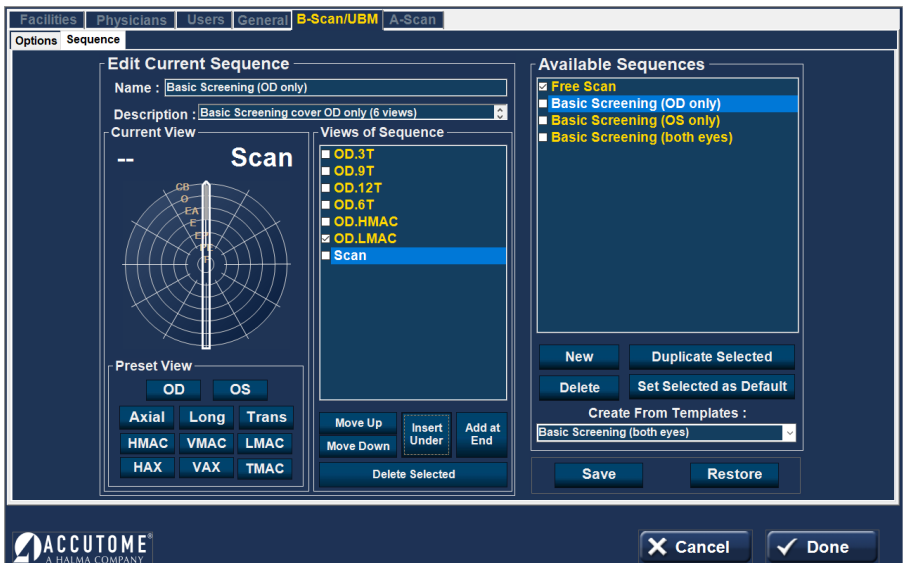 Facilities Physicians Users General B-Scan/UBM A-Scan
Options Sequence
Edit Current Sequence
Name : Basic Screening (OD only)
Description : Basic Screening cover OD only (6 views)
Current View
-- Scan
CB
O
EA
E
EP
PE
P
Preset View
OD OS
Axial Long Trans
HMAC VMAC LMAC
HAX VAX TMAC
Views of Sequence
OD.3T
OD.9T
OD.12T
OD.6T
OD.HMAC
OD.LMAC
Scan
Move Up
Move Down
Insert Under
Add at End
Delete Selected
Available Sequences
Free Scan
Basic Screening (OD only)
Basic Screening (OS only)
Basic Screening (both eyes)
New Duplicate Selected
Delete Set Selected as Default
Create From Templates :
Basic Screening (both eyes)
Save Restore
ACCUTOME®
A HALMA COMPANY
Cancel Done